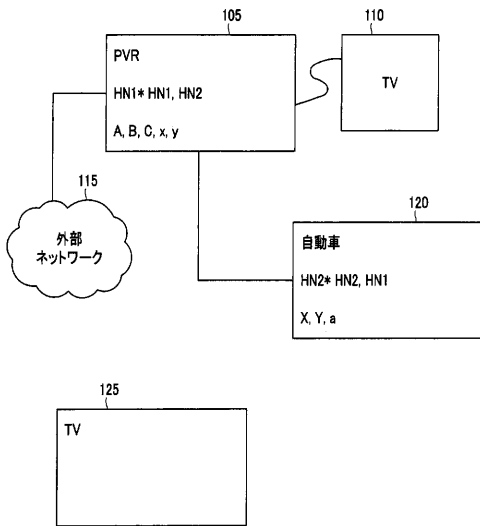 105
PVR
HN1* HN1, HN2
A, B, C, x, y
110
TV
115
外部
ネットワーク
120
自動車
HN2* HN2, HN1
X, Y, a
125
TV